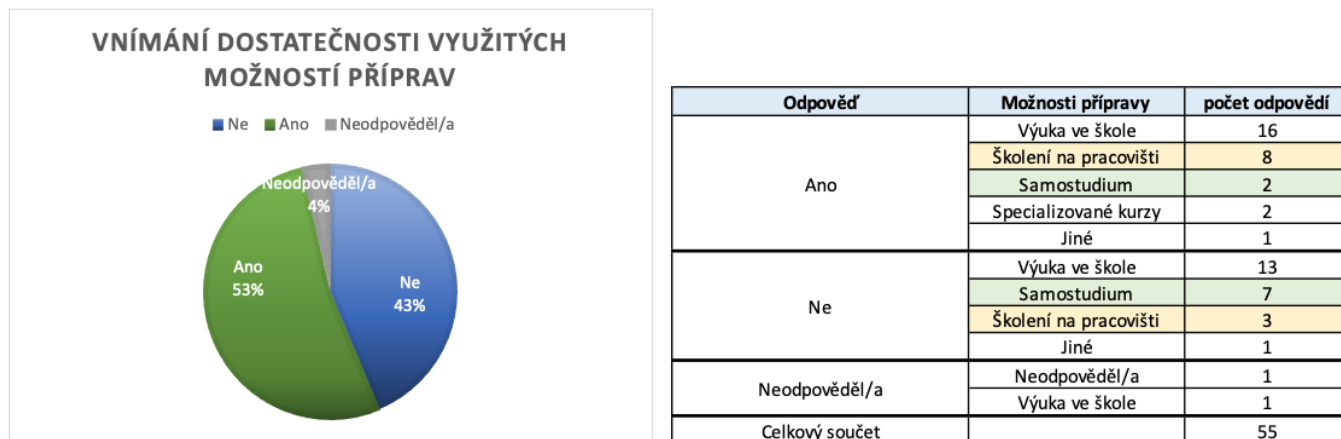 VNÍMÁNÍ DOSTATEČNOSTI VYUŽITÝCH
MOŽNOSTÍ PŘÍPRAV
Ne Ano Neodpověděl/a
Neodpověděl/a
4%
Ano
53%
Ne
43%
Odpověď Možnosti přípravy počet odpovědí
Ano
Výuka ve škole 16
Školení na pracovišti 8
Samostudium 2
Specializované kurzy 2
Jiné 1
Ne
Výuka ve škole 13
Samostudium 7
Školení na pracovišti 3
Jiné 1
Neodpověděl/a
Neodpověděl/a 1
Výuka ve škole 1
Celkový součet 55